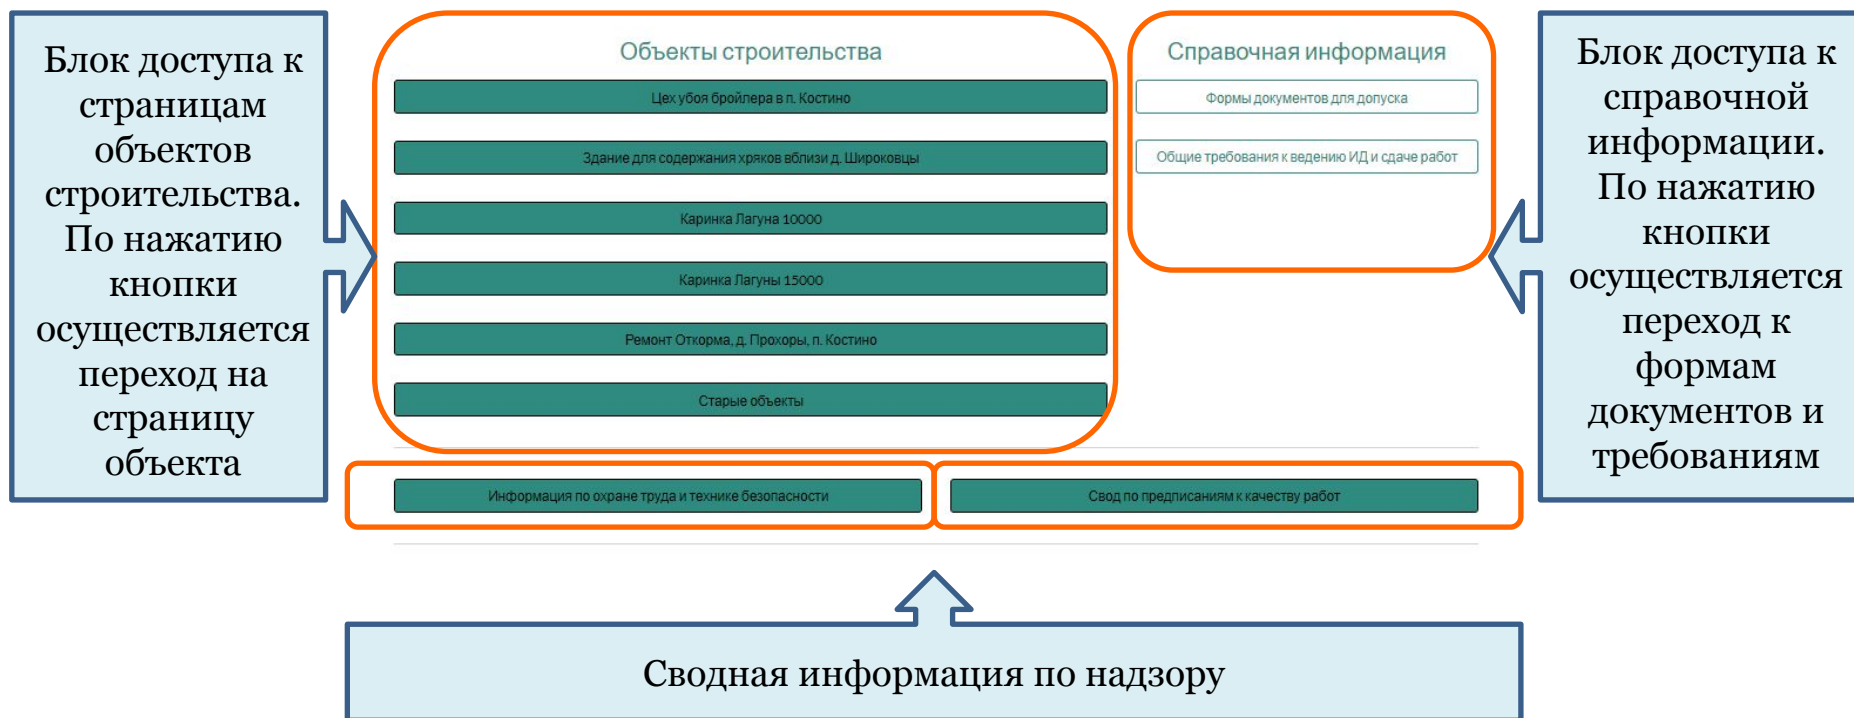 Блок доступа к
страницам
объектов
строительства.
По нажатию
кнопки
осуществляется
переход на
страницу
объекта
Объекты строительства
Цех убоя бройлера в п. Костино
Здание для содержания хряков вблизи д. Широковцы
Каринка Лагуна 10000
Каринка Лагуны 15000
Ремонт Откорма, д. Прохоры, п. Костино
Старые объекты
Справочная информация
Формы документов для допуска
Общие требования к ведению ИД и сдаче работ
Блок доступа к
справочной
информации.
По нажатию
кнопки
осуществляется
переход к
формам
документов и
требованиям
Информация по охране труда и технике безопасности
Свод по предписаниям к качеству работ
Сводная информация по надзору